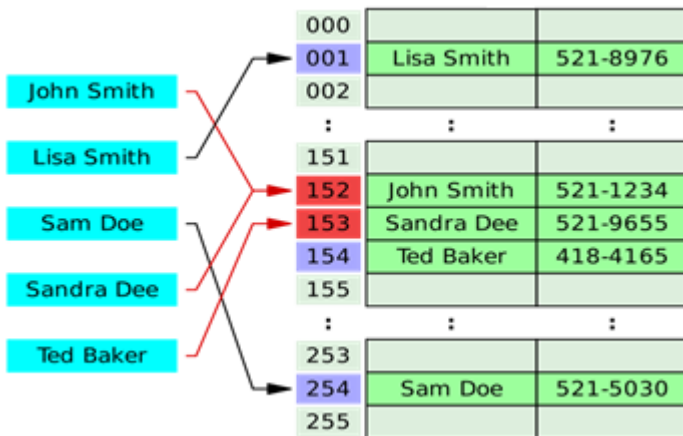 John Smith
Lisa Smith
Sam Doe
Sandra Dee
Ted Baker
000
001 Lisa Smith 521-8976
002
: : :
151
152 John Smith 521-1234
153 Sandra Dee 521-9655
154 Ted Baker 418-4165
155
: : :
253
254 Sam Doe 521-5030
255